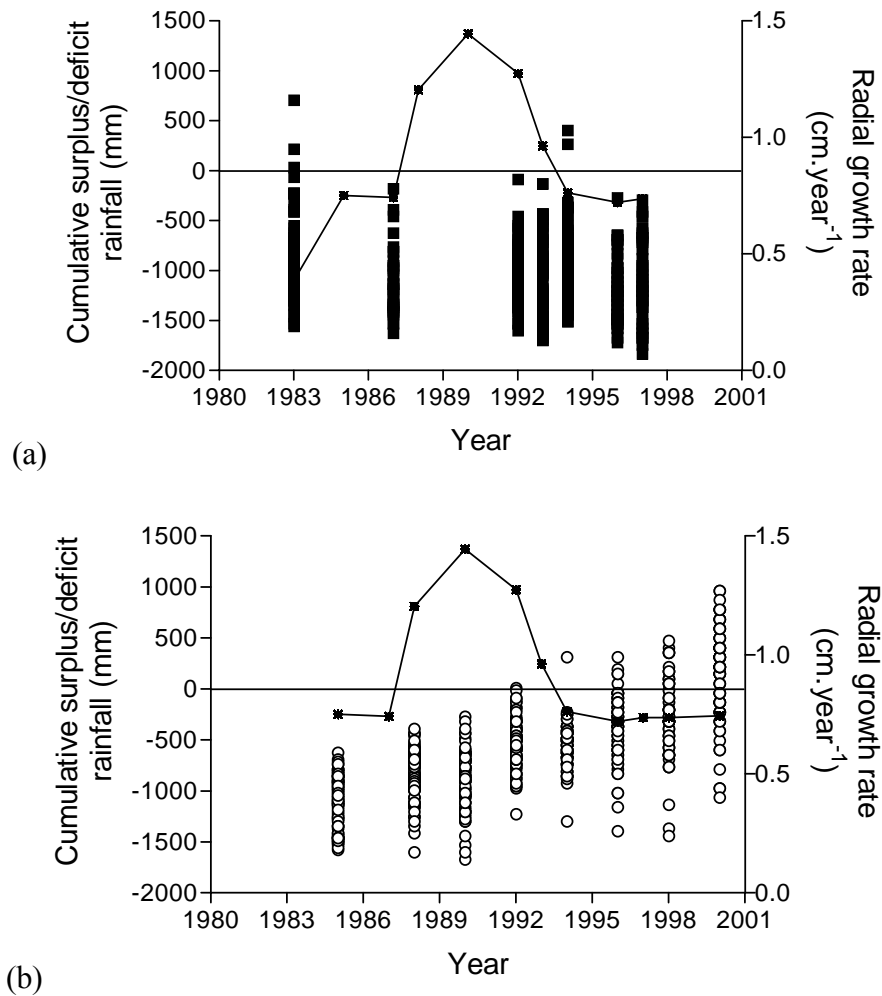 1500
1000
500
0
-500
-1000
-1500
-2000
Cumulative surplus/deficit
rainfall (mm)
1.5
1.0
0.5
0.0
Radial growth rate
(cm.year-1)
1980 1983 1986 1989 1992 1995 1998 2001
Year
(a)
1500
1000
500
0
-500
-1000
-1500
-2000
Cumulative surplus/deficit
rainfall (mm)
1.5
1.0
0.5
0.0
Radial growth rate
(cm.year-1)
1980 1983 1986 1989 1992 1995 1998 2001
Year
(b)